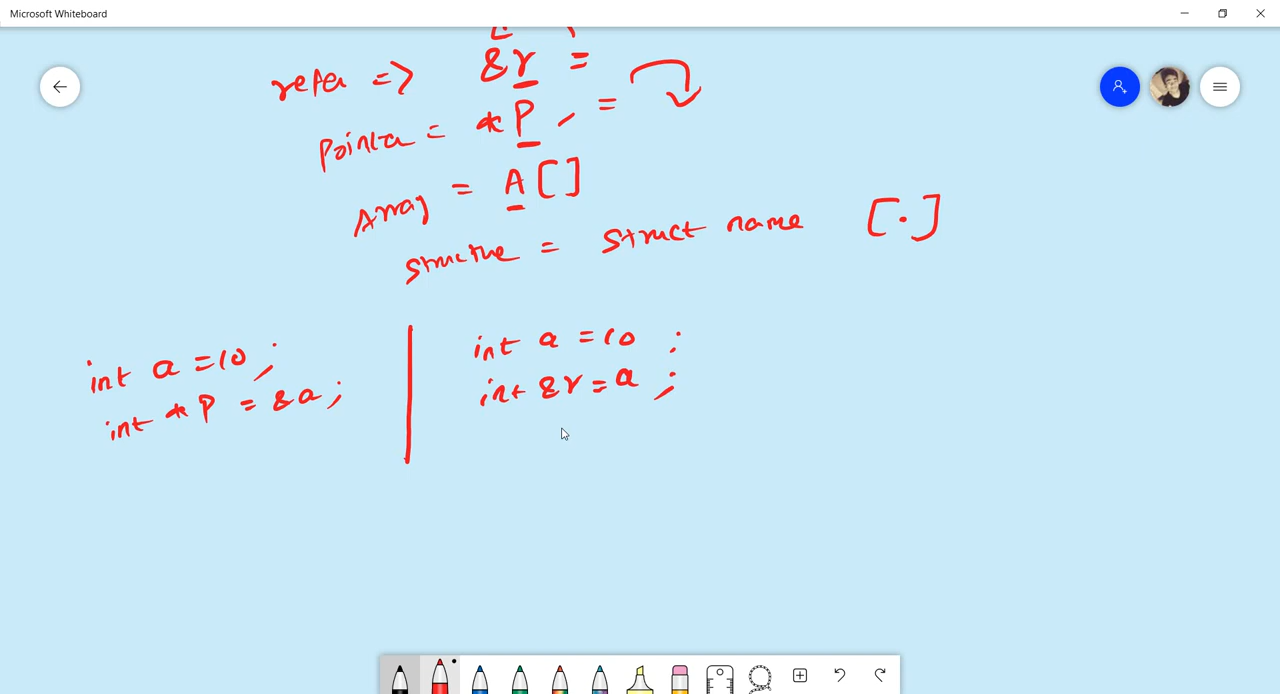 Microsoft Whiteboard
refer => &r =
Pointer = *P, =
Array = A[]
structure = struct name [.]
int a = 10;
int *P = &a;
int a = 10;
int &r = a;